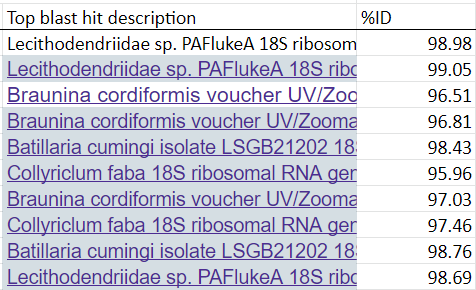 Top blast hit description %ID
Lecithodendriidae sp. PAFlukeA 18S ribosom 98.98
Lecithodendriidae sp. PAFlukeA 18S ribo 99.05
Braunina cordiformis voucher UV/Zoo 96.51
Braunina cordiformis voucher UV/Zooma 96.81
Batillaria cumingi isolate LSGB21202 18 98.43
Collyriclum faba 18S ribosomal RNA gen 95.96
Braunina cordiformis voucher UV/Zooma 97.03
Collyriclum faba 18S ribosomal RNA gen 97.46
Batillaria cumingi isolate LSGB21202 18 98.76
Lecithodendriidae sp. PAFlukeA 18S ribo 98.69